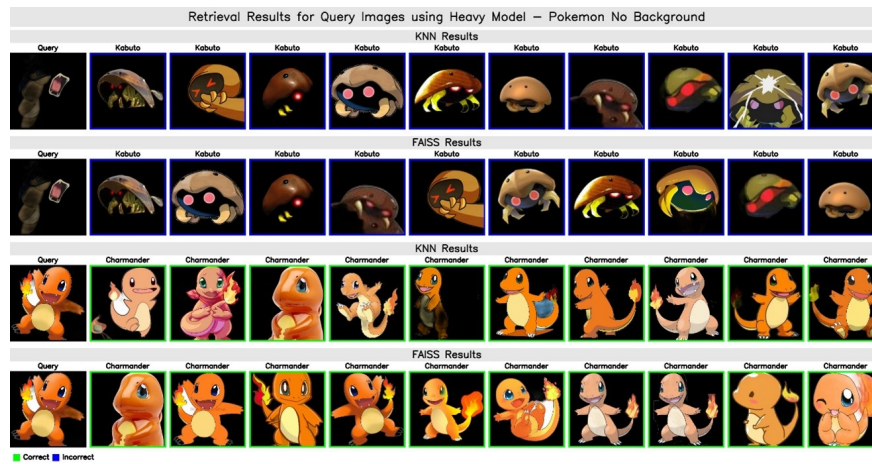 Retrieval Results for Query Images using Heavy Model – Pokemon No Background
KNN Results
Query Kabuto Kabuto Kabuto Kabuto Kabuto Kabuto Kabuto Kabuto Kabuto Kabuto
FAISS Results
Query Kabuto Kabuto Kabuto Kabuto Kabuto Kabuto Kabuto Kabuto Kabuto Kabuto
KNN Results
Query Charmander Charmander Charmander Charmander Charmander Charmander Charmander Charmander Charmander Charmander
FAISS Results
Query Charmander Charmander Charmander Charmander Charmander Charmander Charmander Charmander Charmander Charmander
Correct Incorrect